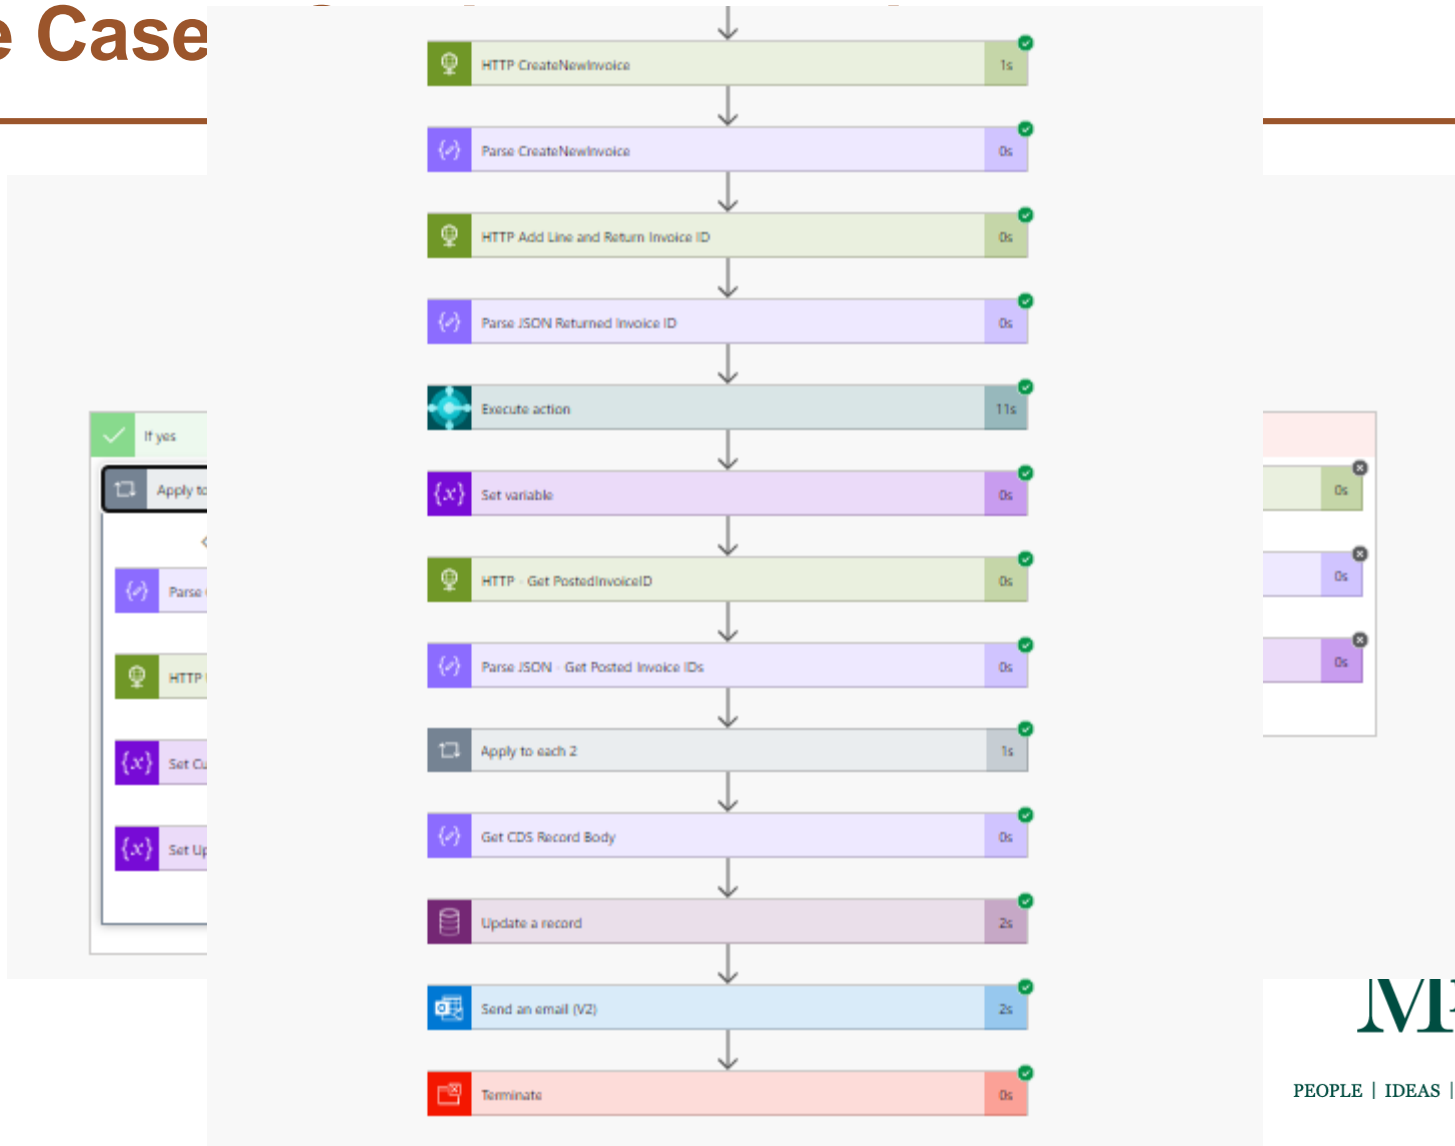 e Case
HTTP CreateNewInvoice 1s
Parse CreateNewInvoice 0s
HTTP Add Line and Return Invoice ID 0s
Parse JSON Returned Invoice ID 0s
Execute action 11s
Set variable 0s
HTTP - Get PostedInvoiceID 0s
Parse JSON - Get Posted Invoice IDs 0s
Apply to each 2 1s
Get CDS Record Body 0s
Update a record 2s
Send an email (V2) 2s
Terminate 0s
If yes
Apply to
Parse
HTTP
Set Cu
Set Up
0s
0s
0s
M
PEOPLE | IDEAS |